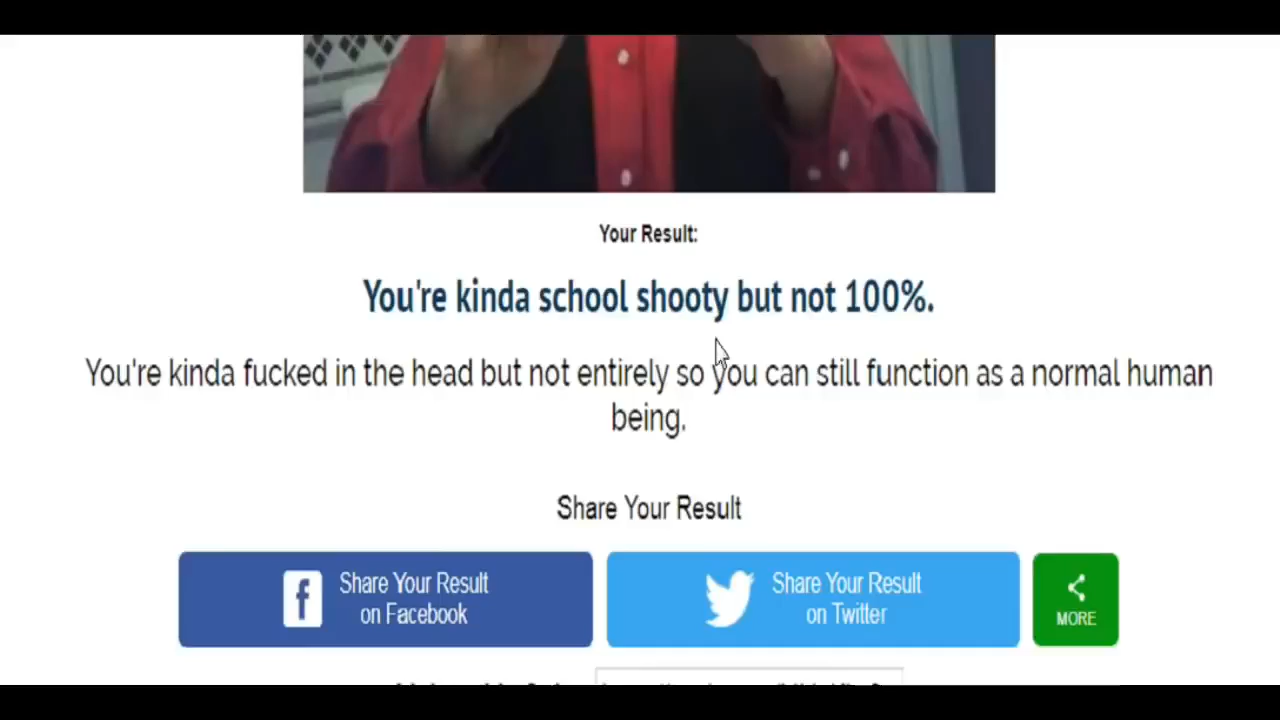 Your Result:
You're kinda school shooty but not 100%.
You're kinda fucked in the head but not entirely so you can still function as a normal human
being.
Share Your Result
Share Your Result
on Facebook
Share Your Result
on Twitter
MORE